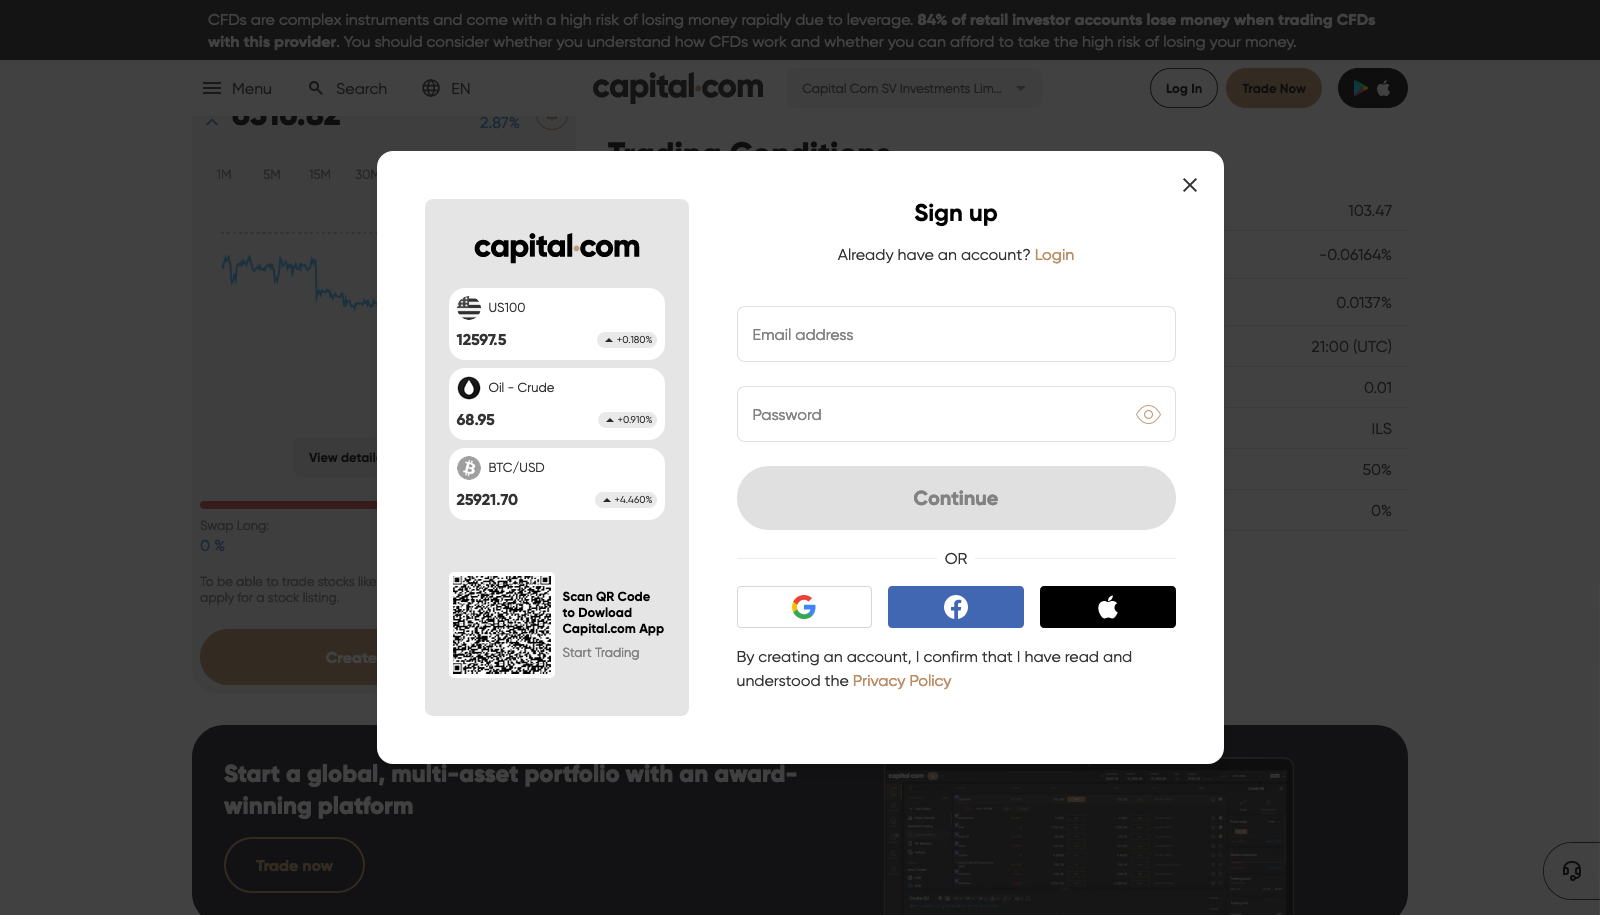 CFDs are complex instruments and come with a high risk of losing money rapidly due to leverage. 84% of retail investor accounts lose money when trading CFDs
with this provider. You should consider whether you understand how CFDs work and whether you can afford to take the high risk of losing your money.
Menu
Search
EN
capital.com
Capital Com SV Investments Lim...
Log In
Trade Now
2.87%
Trading Conditions
1M 5M 15M 30M
103.47
-0.06164%
0.0137%
21:00 (UTC)
0.01
ILS
50%
0%
Swap Long:
0 %
To be able to trade stocks like
apply for a stock listing.
Create
capital.com
US100
12597.5
+0.180%
Oil - Crude
68.95
+0.910%
BTC/USD
25921.70
+4.460%
Scan QR Code
to Dowload
Capital.com App
Start Trading
Sign up
Already have an account? Login
Email address
Password
Continue
OR
By creating an account, I confirm that I have read and
understood the Privacy Policy
Start a global, multi-asset portfolio with an award-
winning platform
Trade now
capital.com